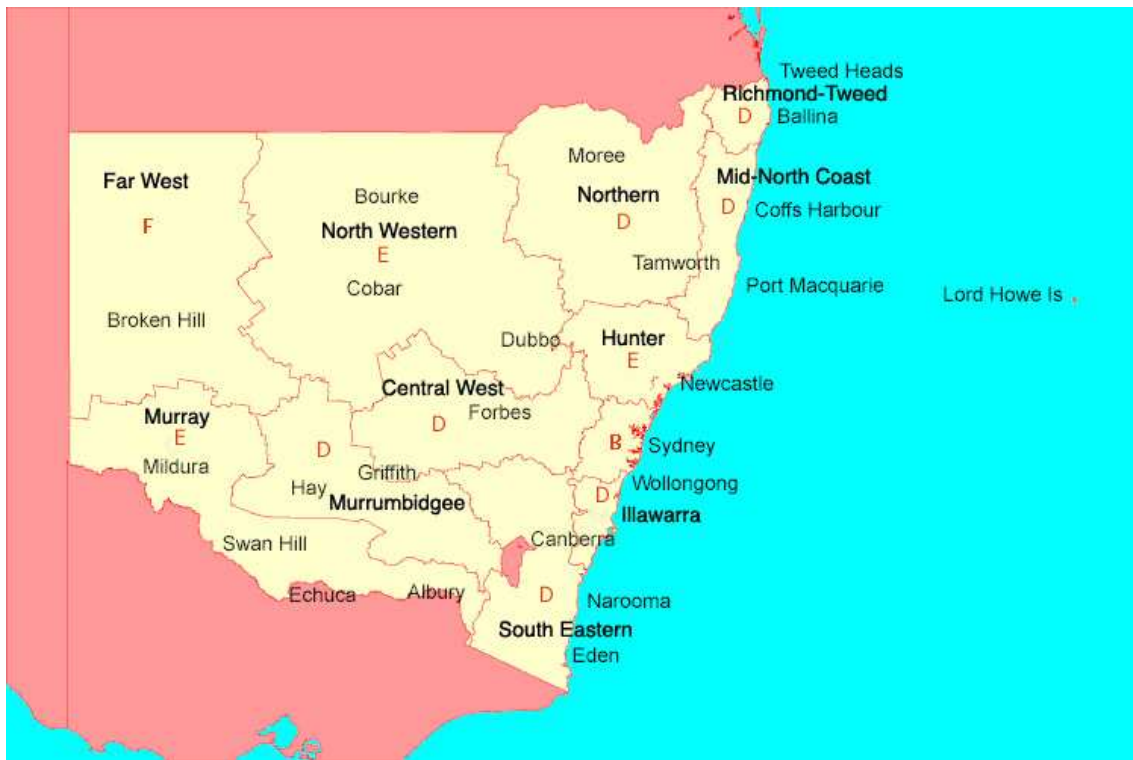 Tweed Heads
Richmond-Tweed
D
Ballina
Moree
Far West
Mid-North Coast
Bourke
Northern
D
Coffs Harbour
F
D
North Western
E
Tamworth
Cobar
Port Macquarie
Lord Howe Is
Broken Hill
Dubbo
Hunter
E
Newcastle
Central West
Forbes
Murray
D
E
B
Sydney
D
Mildura
Griffith
Hay
Wollongong
D
Murrumbidgee
Illawarra
Canberra
Swan Hill
Echuca
Albury
D
Narooma
South Eastern
Eden